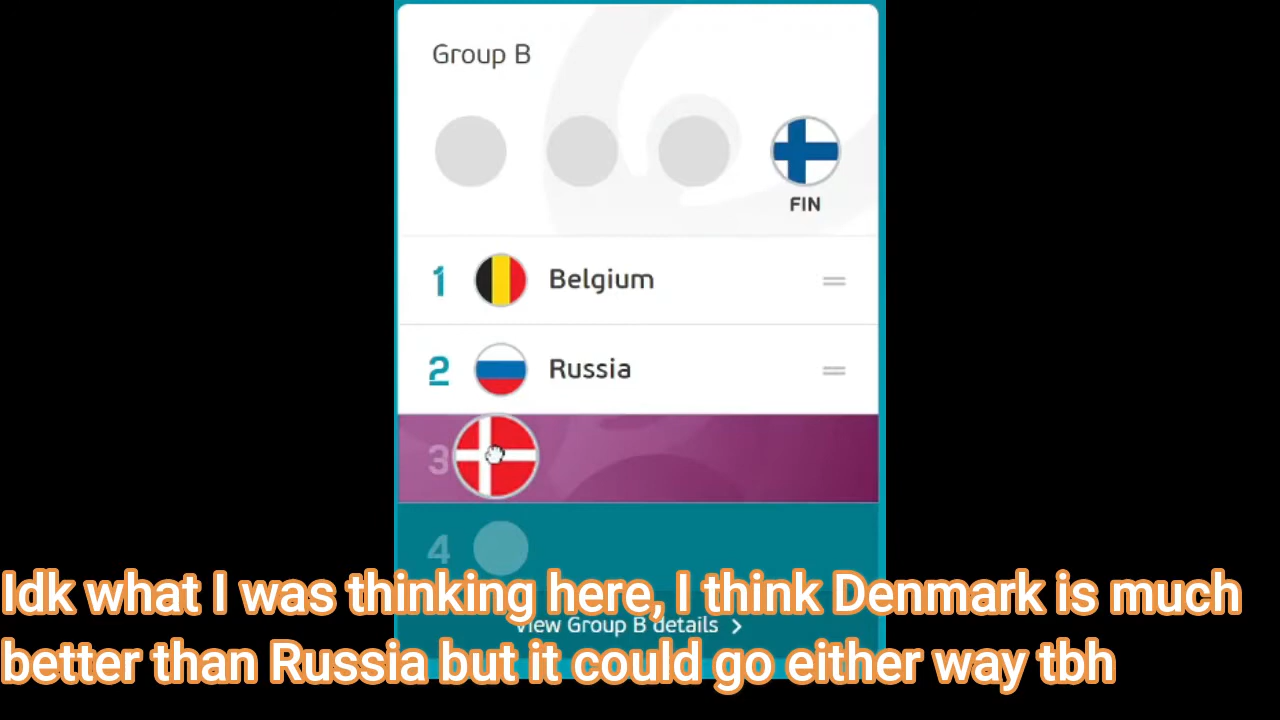 Group B
FIN
1 Belgium
2 Russia
3
4
View Group B details
Idk what I was thinking here, I think Denmark is much
better than Russia but it could go either way tbh